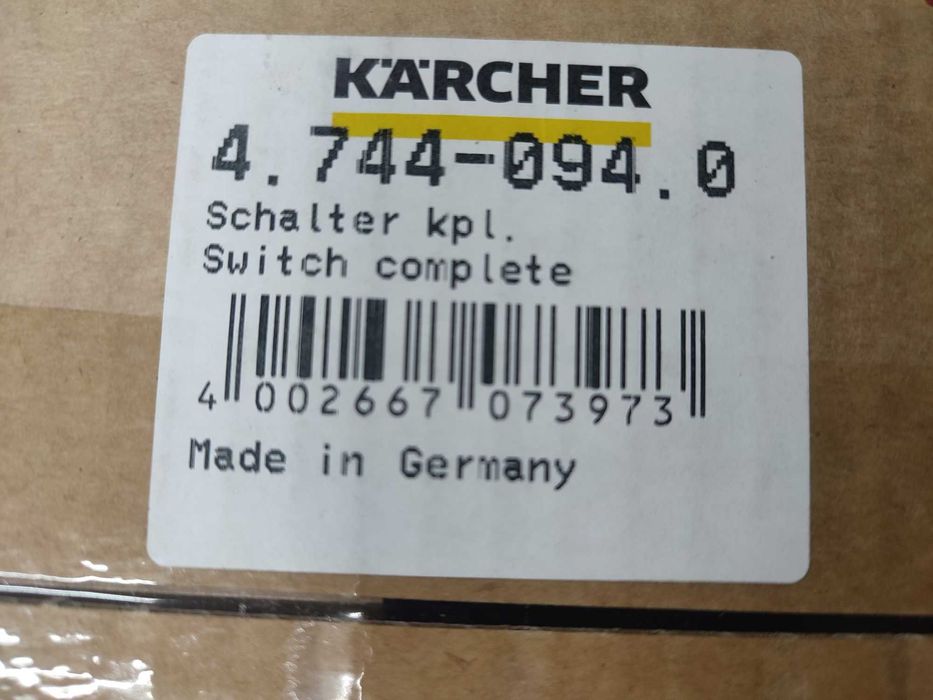 KÄRCHER
4.744-094.0
Schalter kpl.
Switch complete
4 002667 073973
Made in Germany